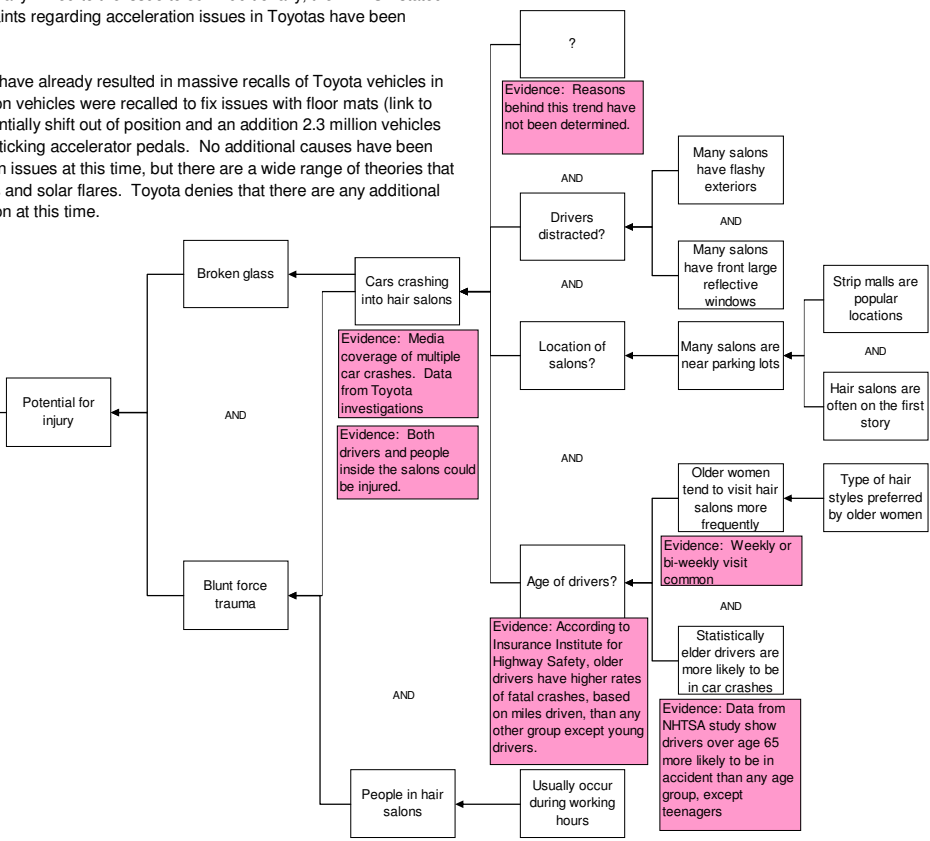 aints regarding acceleration issues in Toyotas have been
have already resulted in massive recalls of Toyota vehicles in
on vehicles were recalled to fix issues with floor mats (link to
ntially shift out of position and an addition 2.3 million vehicles
ticking accelerator pedals. No additional causes have been
n issues at this time, but there are a wide range of theories that
and solar flares. Toyota denies that there are any additional
on at this time.
?
Evidence: Reasons
behind this trend have
not been determined.
AND
Drivers
distracted?
Many salons
have flashy
exteriors
AND
Many salons
have front large
reflective
windows
AND
Broken glass
Cars crashing
into hair salons
Evidence: Media
coverage of multiple
car crashes. Data
from Toyota
investigations
Evidence: Both
drivers and people
inside the salons could
be injured.
Location of
salons?
Many salons are
near parking lots
Strip malls are
popular
locations
AND
Hair salons are
often on the first
story
Potential for
injury
AND
AND
Older women
tend to visit hair
salons more
frequently
Type of hair
styles preferred
by older women
Evidence: Weekly or
bi-weekly visit
common
Age of drivers?
AND
Blunt force
trauma
Evidence: According to
Insurance Institute for
Highway Safety, older
drivers have higher rates
of fatal crashes, based
on miles driven, than any
other group except young
drivers.
Statistically
elder drivers are
more likely to be
in car crashes
Evidence: Data from
NHTSA study show
drivers over age 65
more likely to be in
accident than any age
group, except
teenagers
AND
People in hair
salons
Usually occur
during working
hours